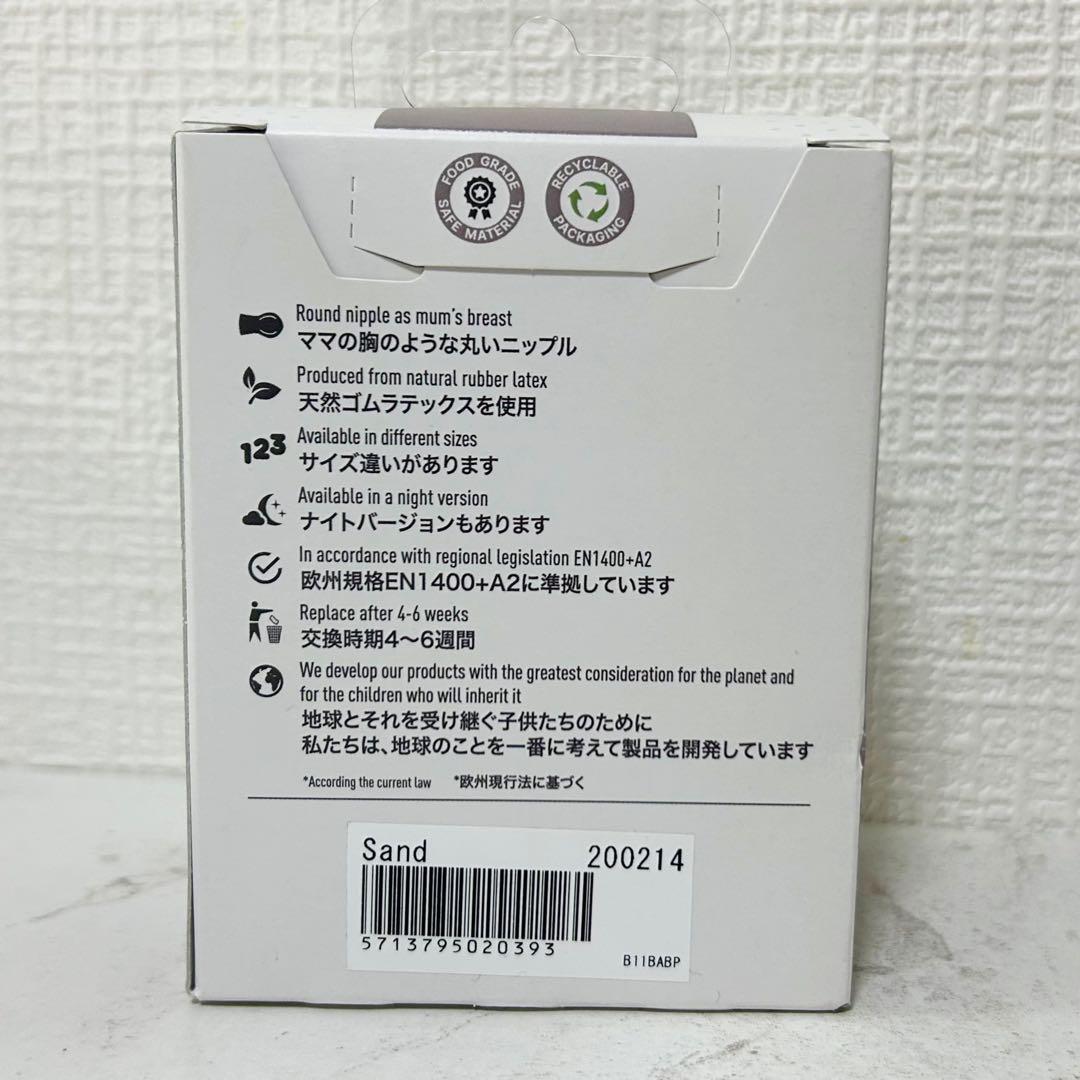 FOOD GRADE
SAFE MATERIAL
RECYCLABLE
PACKAGING
Round nipple as mum's breast
ママの胸のような丸いニップル
Produced from natural rubber latex
天然ゴムラテックスを使用
123
Available in different sizes
サイズ違いがあります
Available in a night version
ナイトバージョンもあります
In accordance with regional legislation EN1400+A2
欧州規格EN1400+A2に準拠しています
Replace after 4-6 weeks
交換時期4〜6週間
We develop our products with the greatest consideration for the planet and
for the children who will inherit it
地球とそれを受け継ぐ子供たちのために
私たちは、地球のことを一番に考えて製品を開発しています
*According the current law *欧州現行法に基づく
Sand 200214
5713795020393
B11BABP